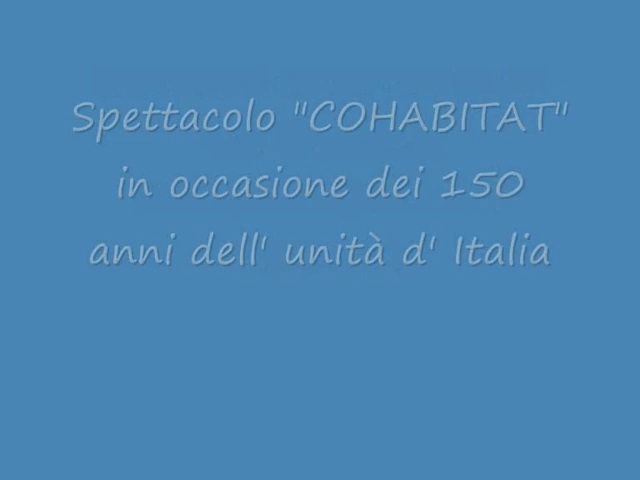 Spettacolo "COHABITAT"
in occasione dei 150
anni dell' unità d' Italia